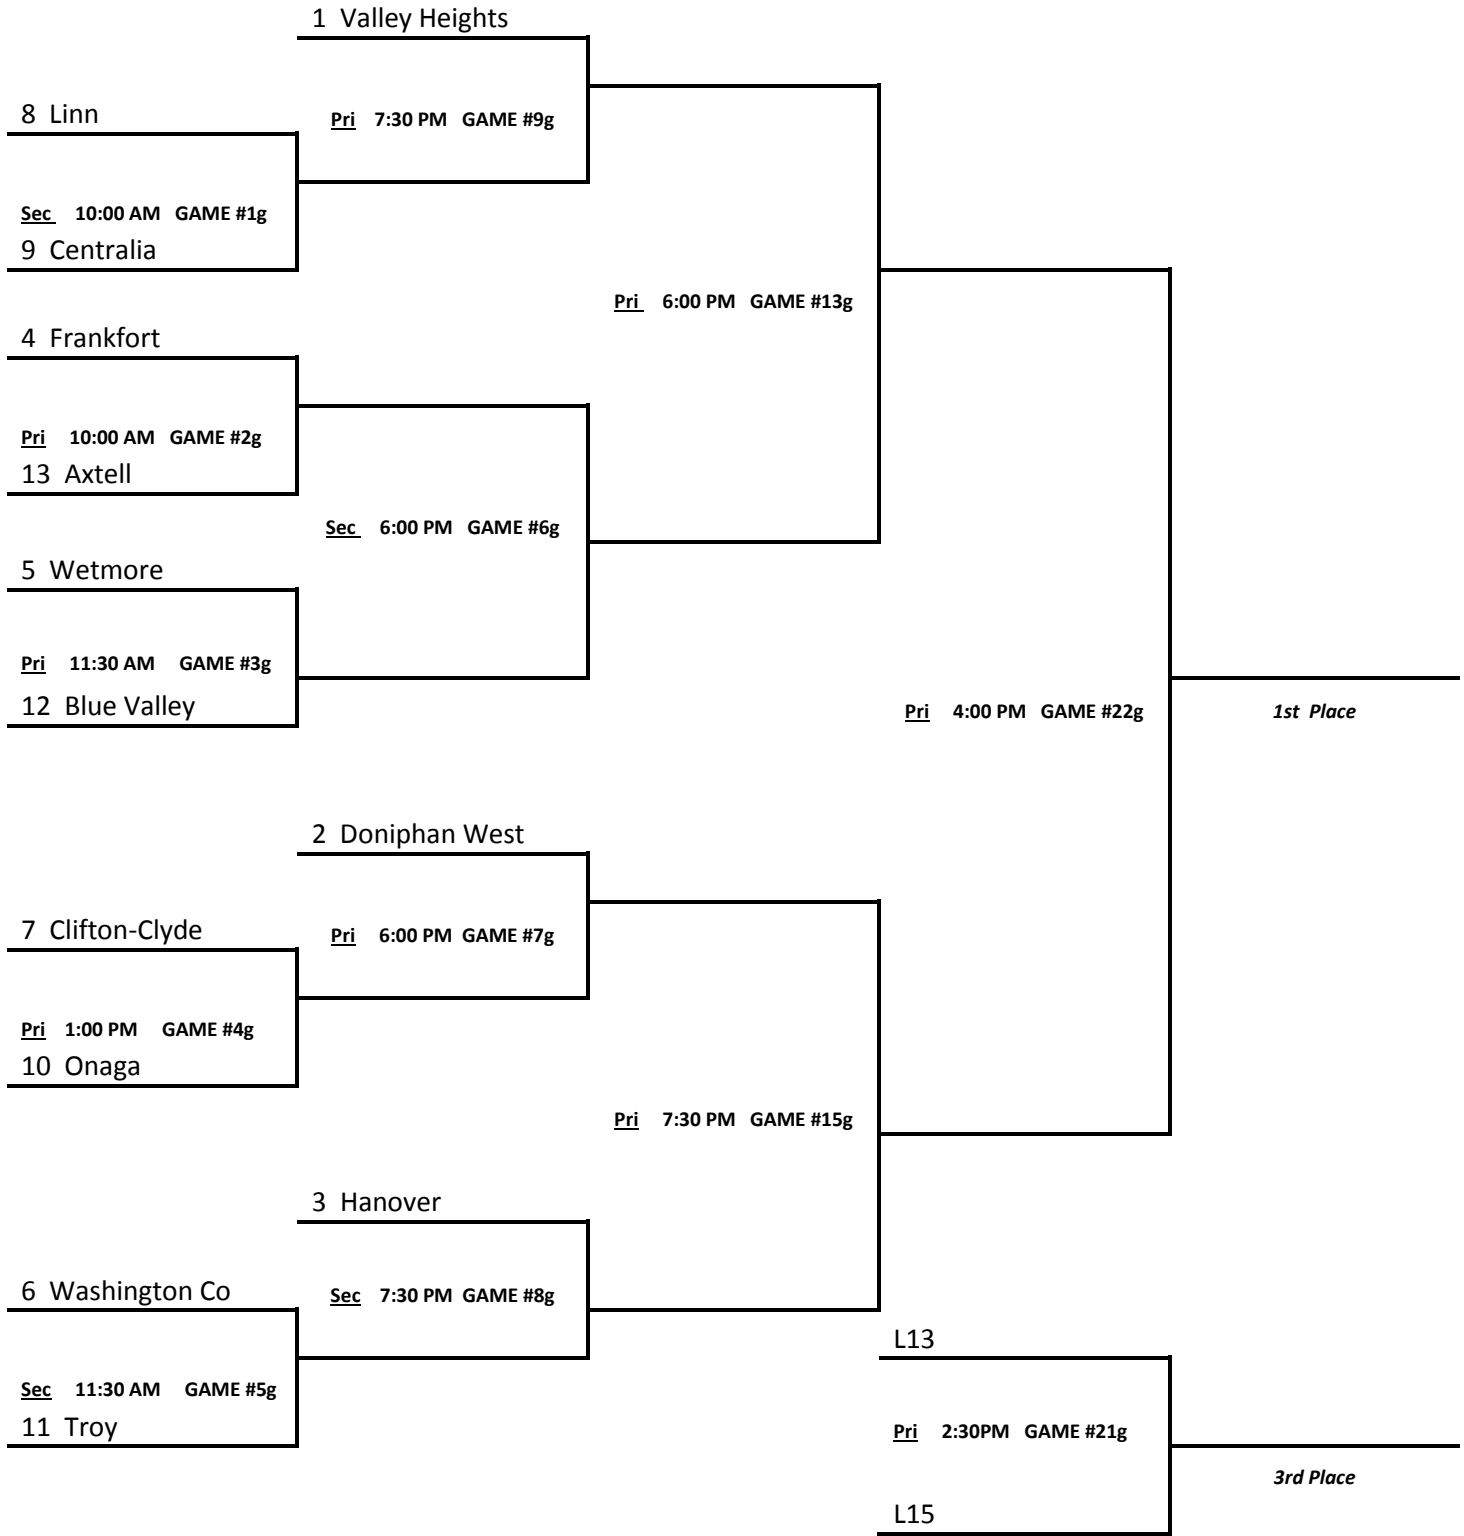 1 Valley Heights
8 Linn
Pri 7:30 PM GAME #9g
Sec 10:00 AM GAME #1g
9 Centralia
Pri 6:00 PM GAME #13g
4 Frankfort
Pri 10:00 AM GAME #2g
13 Axtell
Sec 6:00 PM GAME #6g
5 Wetmore
Pri 11:30 AM GAME #3g
12 Blue Valley
Pri 4:00 PM GAME #22g
1st Place
2 Doniphan West
7 Clifton-Clyde
Pri 6:00 PM GAME #7g
Pri 1:00 PM GAME #4g
10 Onaga
Pri 7:30 PM GAME #15g
3 Hanover
6 Washington Co
Sec 7:30 PM GAME #8g
L13
Sec 11:30 AM GAME #5g
11 Troy
Pri 2:30PM GAME #21g
3rd Place
L15